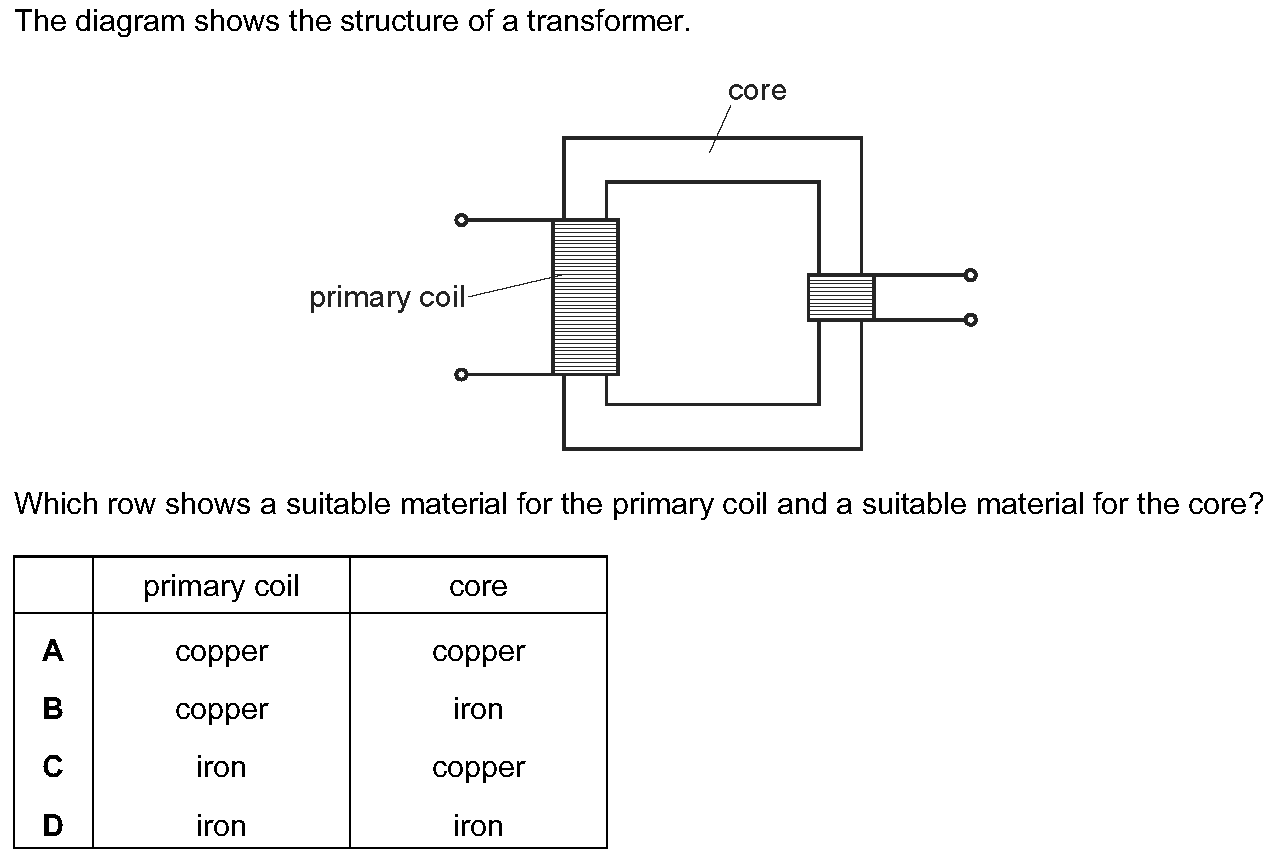 The diagram shows the structure of a transformer.
core
primary coil
Which row shows a suitable material for the primary coil and a suitable material for the core?
primary coil core
A copper copper
B copper iron
C iron copper
D iron iron